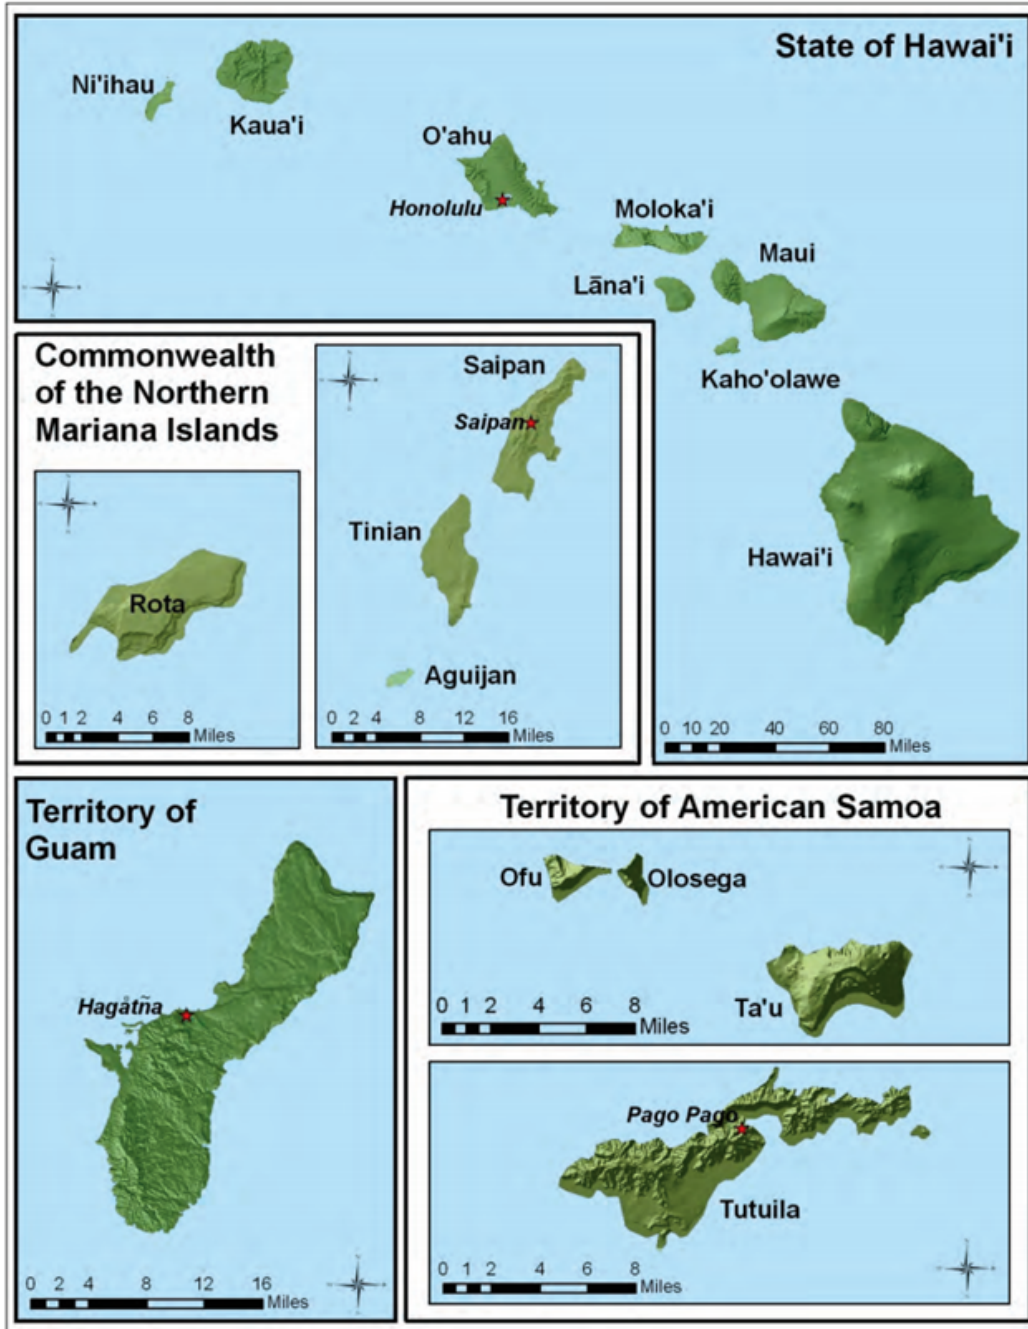 State of Hawai'i
Ni'ihau
Kaua'i
O'ahu
Honolulu
Moloka'i
Maui
Lāna'i
Kaho'olawe
Hawai'i
0 10 20 40 60 80
Miles
Commonwealth
of the Northern
Mariana Islands
Rota
0 1 2 4 6 8
Miles
Saipan
Saipan
Tinian
Aguijan
0 2 4 8 12 16
Miles
Territory of
Guam
Hagåtña
0 2 4 8 12 16
Miles
Territory of American Samoa
Ofu
Olosega
Ta'u
0 1 2 4 6 8
Miles
Pago Pago
Tutuila
0 1 2 4 6 8
Miles